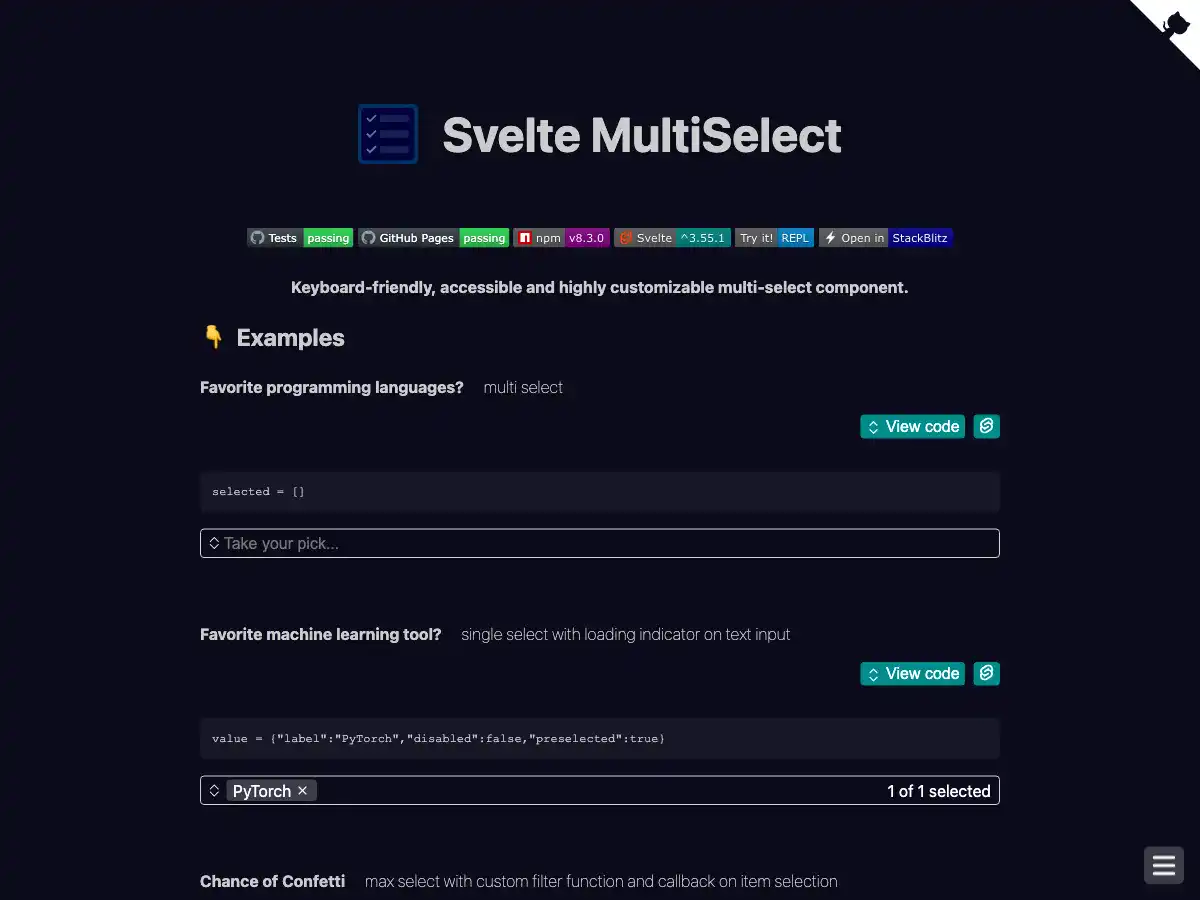 Svelte MultiSelect
Tests passing GitHub Pages passing npm v8.3.0 Svelte ^3.55.1 Try it! REPL Open in StackBlitz
Keyboard-friendly, accessible and highly customizable multi-select component.
👇 Examples
Favorite programming languages? multi select
View code
selected = []
Take your pick...
Favorite machine learning tool? single select with loading indicator on text input
View code
value = {"label":"PyTorch","disabled":false,"preselected":true}
PyTorch × 1 of 1 selected
Chance of Confetti max select with custom filter function and callback on item selection